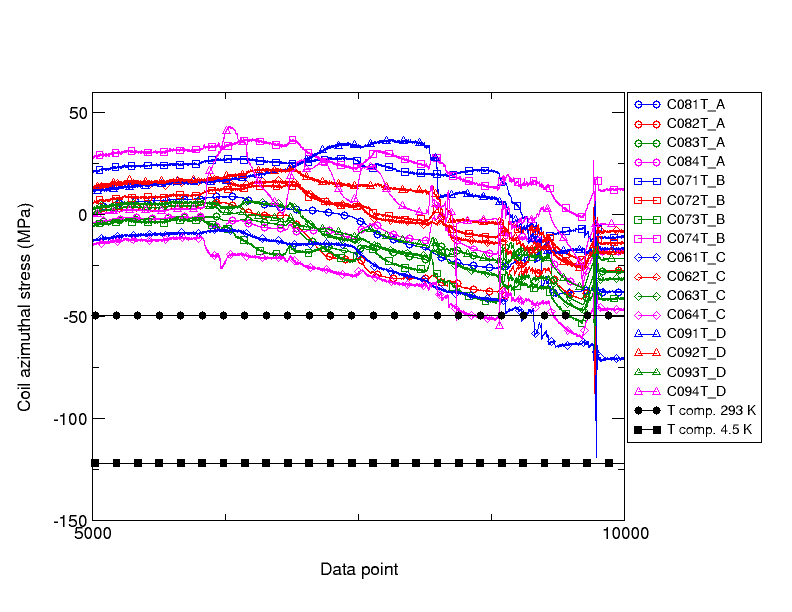 50
0
-50
-100
-150
5000
10000
Coil azimuthal stress (MPa)
Data point
C081T_A
C082T_A
C083T_A
C084T_A
C071T_B
C072T_B
C073T_B
C074T_B
C061T_C
C062T_C
C063T_C
C064T_C
C091T_D
C092T_D
C093T_D
C094T_D
T comp. 293 K
T comp. 4.5 K